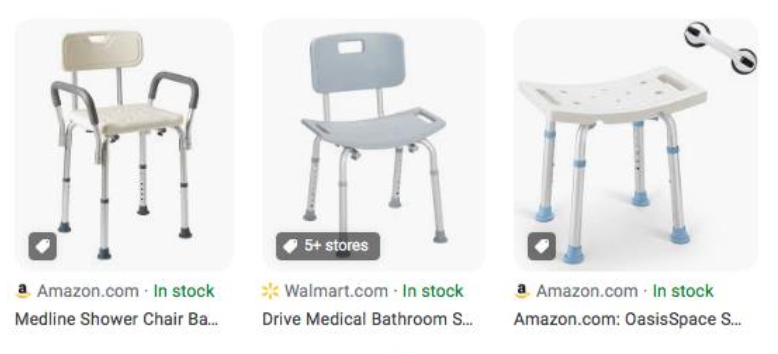 5+ stores
Amazon.com · In stock
Walmart.com · In stock
Amazon.com · In stock
Medline Shower Chair Ba...
Drive Medical Bathroom S...
Amazon.com: OasisSpace S...